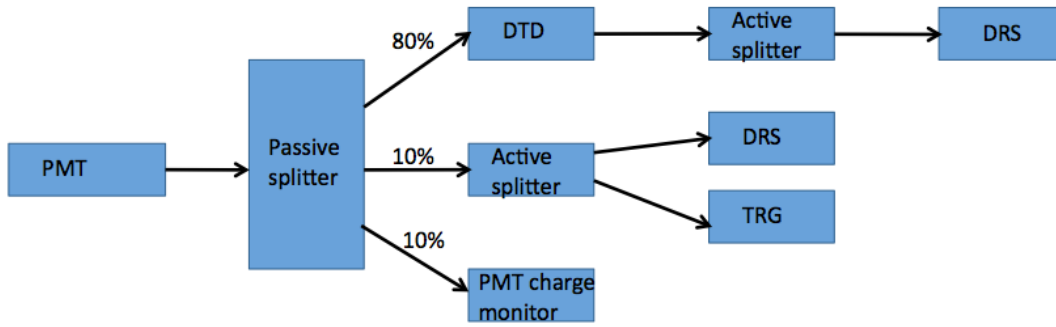 DTD
Active
splitter
DRS
80%
PMT
Passive
splitter
10%
Active
splitter
DRS
TRG
10%
PMT charge
monitor